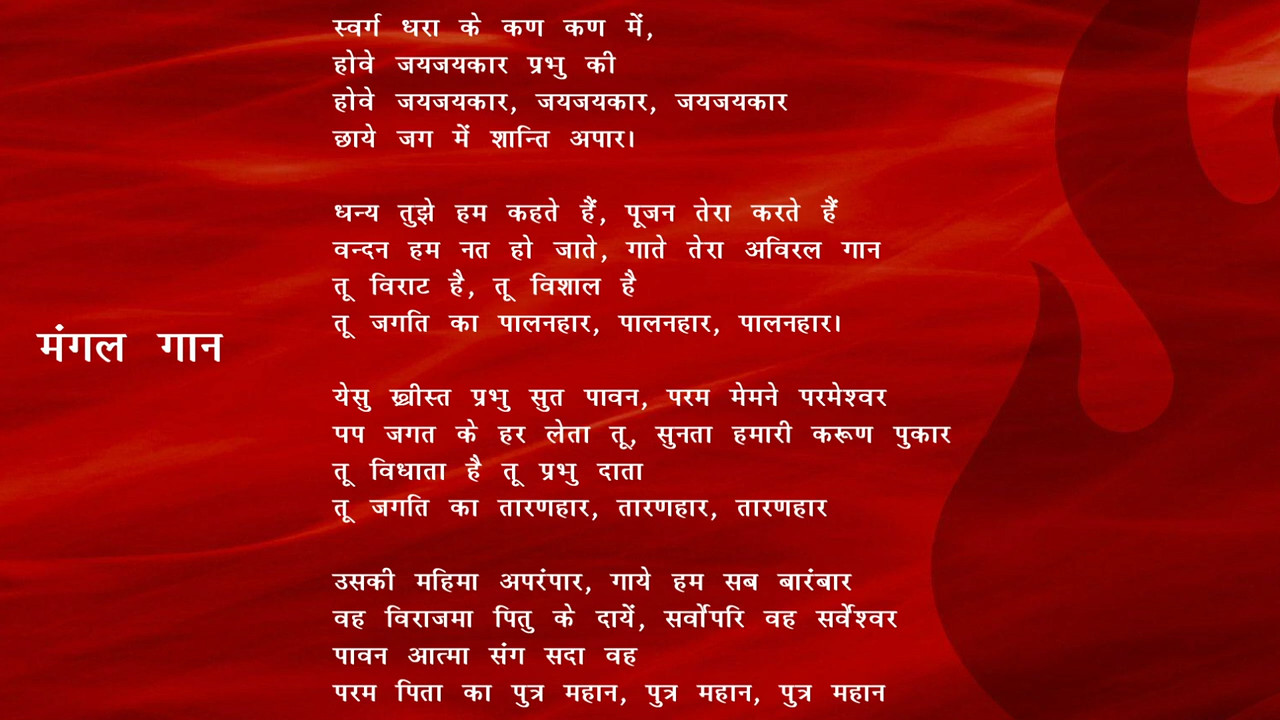 मंगल गान
स्वर्ग धरा के कण कण में,
होवे जयजयकार प्रभु की
होवे जयजयकार, जयजयकार, जयजयकार
छाये जग में शान्ति अपार।
धन्य तुझे हम कहते हैं, पूजन तेरा करते हैं
वन्दन हम नत हो जाते, गाते तेरा अविरल गान
तू विराट है, तू विशाल है
तू जगति का पालनहार, पालनहार, पालनहार।
येसु ख्रीस्त प्रभु सुत पावन, परम मेमने परमेश्वर
पप जगत के हर लेता तू, सुनता हमारी करूण पुकार
तू विधाता है तू प्रभु दाता
तू जगति का तारणहार, तारणहार, तारणहार
उसकी महिमा अपरंपार, गाये हम सब बारंबार
वह विराजमा पितु के दायें, सर्वोपरि वह सर्वेश्वर
पावन आत्मा संग सदा वह
परम पिता का पुत्र महान, पुत्र महान, पुत्र महान